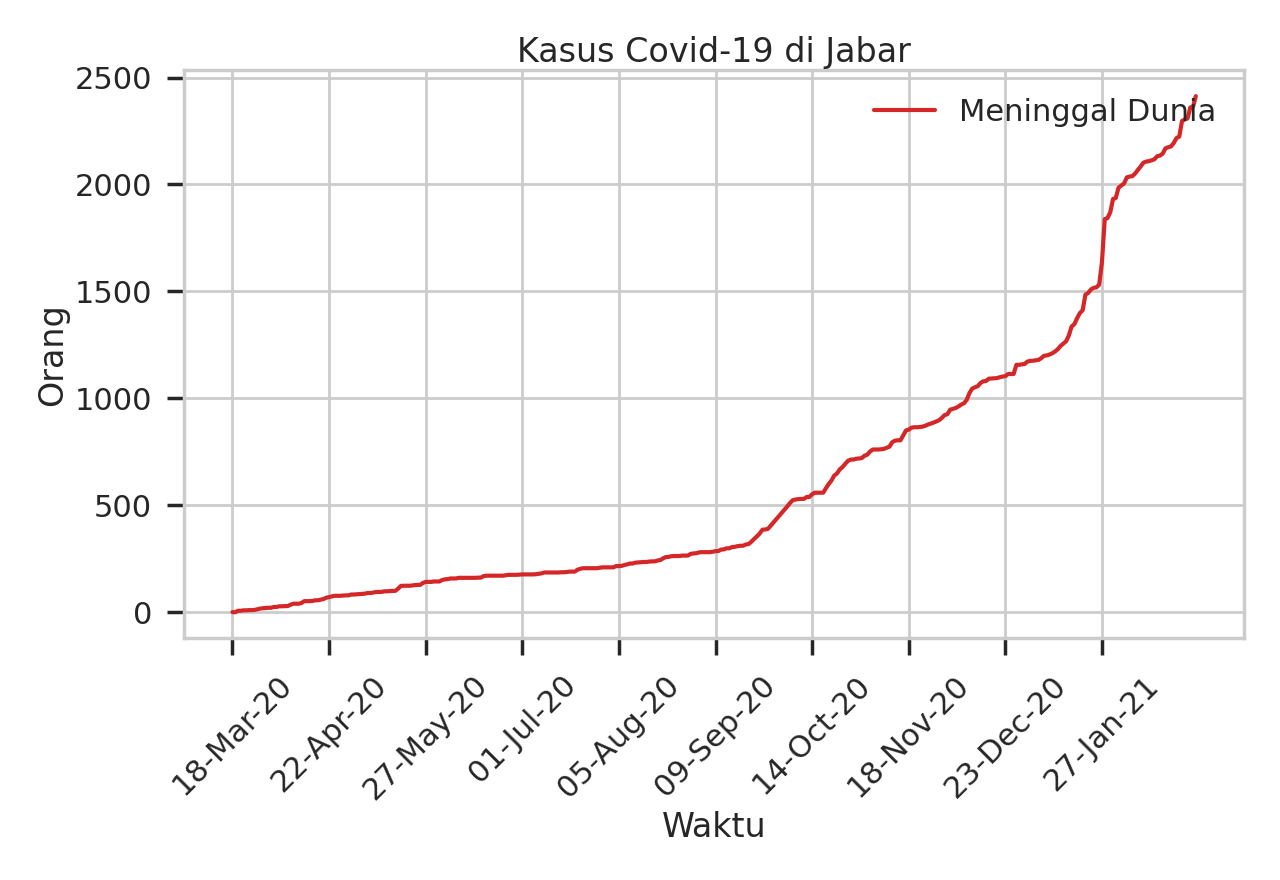 Kasus Covid-19 di Jabar
Meninggal Dunia
Orang
2500
2000
1500
1000
500
0
18-Mar-20
22-Apr-20
27-May-20
01-Jul-20
05-Aug-20
09-Sep-20
14-Oct-20
18-Nov-20
23-Dec-20
27-Jan-21
Waktu